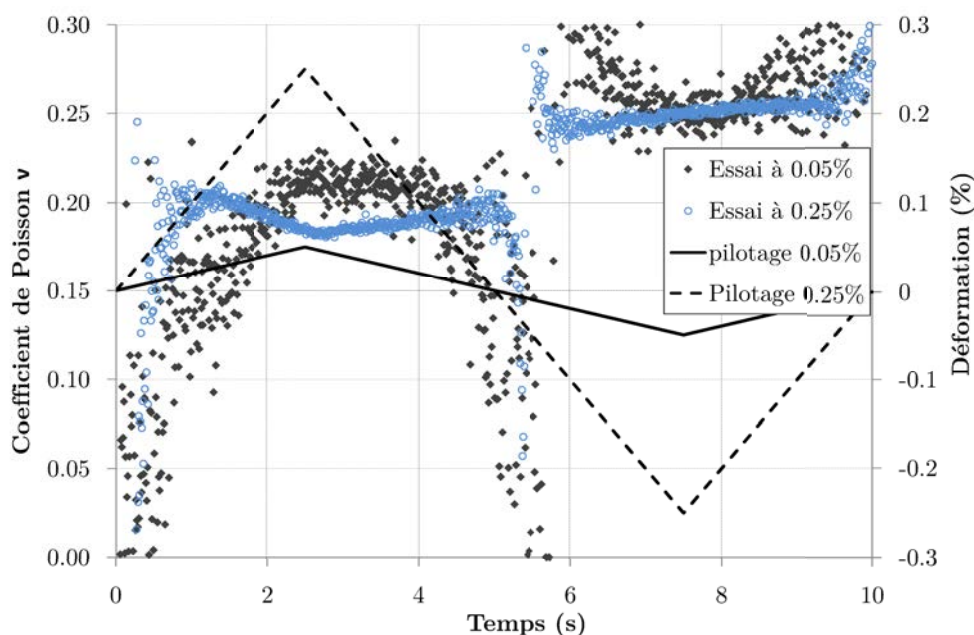 0.30
0.25
0.20
0.15
0.10
0.05
0.00
Coefficient de Poisson ν
0.3
0.2
0.1
0
-0.1
-0.2
-0.3
Déformation (%)
Essai à 0.05%
Essai à 0.25%
pilotage 0.05%
Pilotage 0.25%
0 2 4 6 8 10
Temps (s)